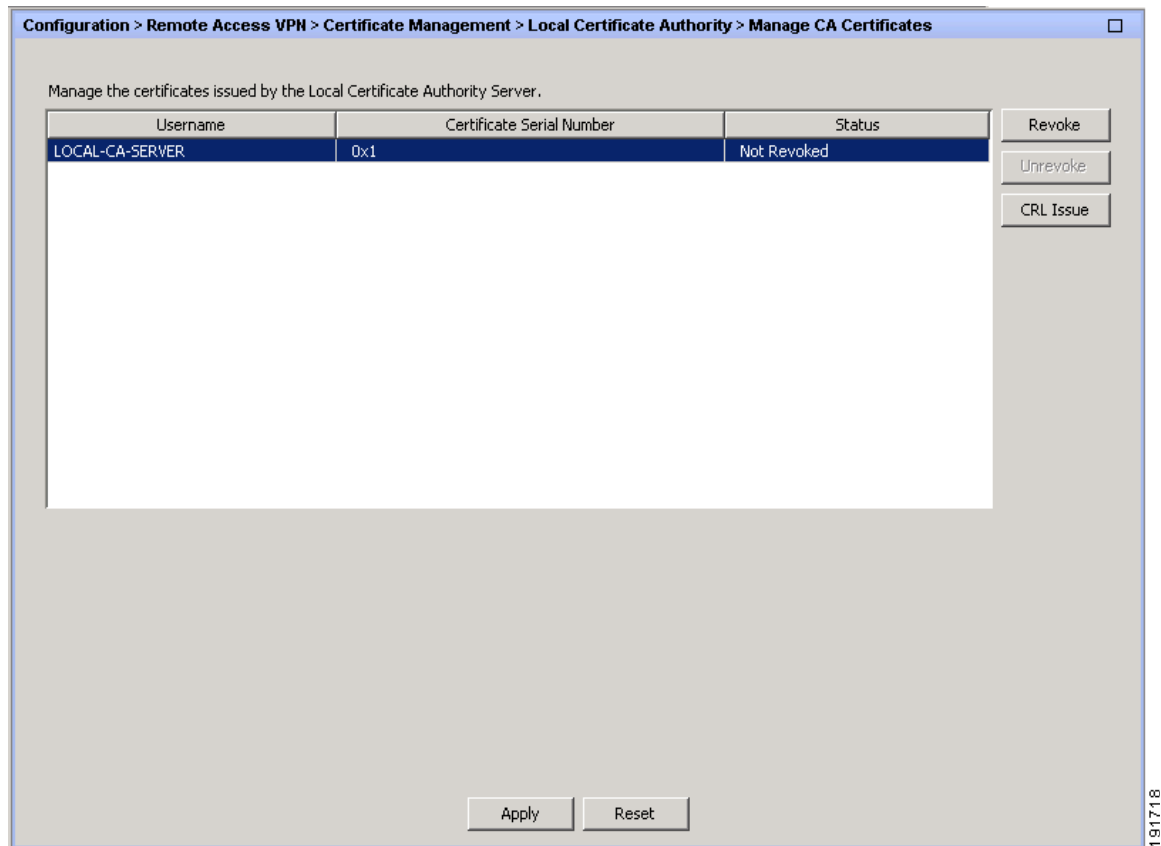 Configuration > Remote Access VPN > Certificate Management > Local Certificate Authority > Manage CA Certificates
Manage the certificates issued by the Local Certificate Authority Server.
Username Certificate Serial Number Status
LOCAL-CA-SERVER 0x1 Not Revoked
Revoke
Unrevoke
CRL Issue
Apply Reset
191718